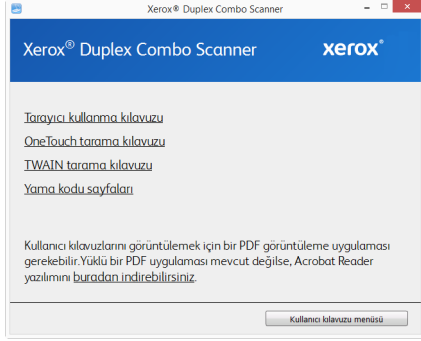 Xerox® Duplex Combo Scanner
Xerox® Duplex Combo Scanner
xerox®
Tarayıcı kullanma kılavuzu
OneTouch tarama kılavuzu
TWAIN tarama kılavuzu
Yama kodu sayfaları
Kullanıcı kılavuzlarını görüntülemek için bir PDF görüntüleme uygulaması
gerekebilir.Yüklü bir PDF uygulaması mevcut değilse, Acrobat Reader
yazılımını buradan indirebilirsiniz.
Kullanıcı kılavuzu menüsü